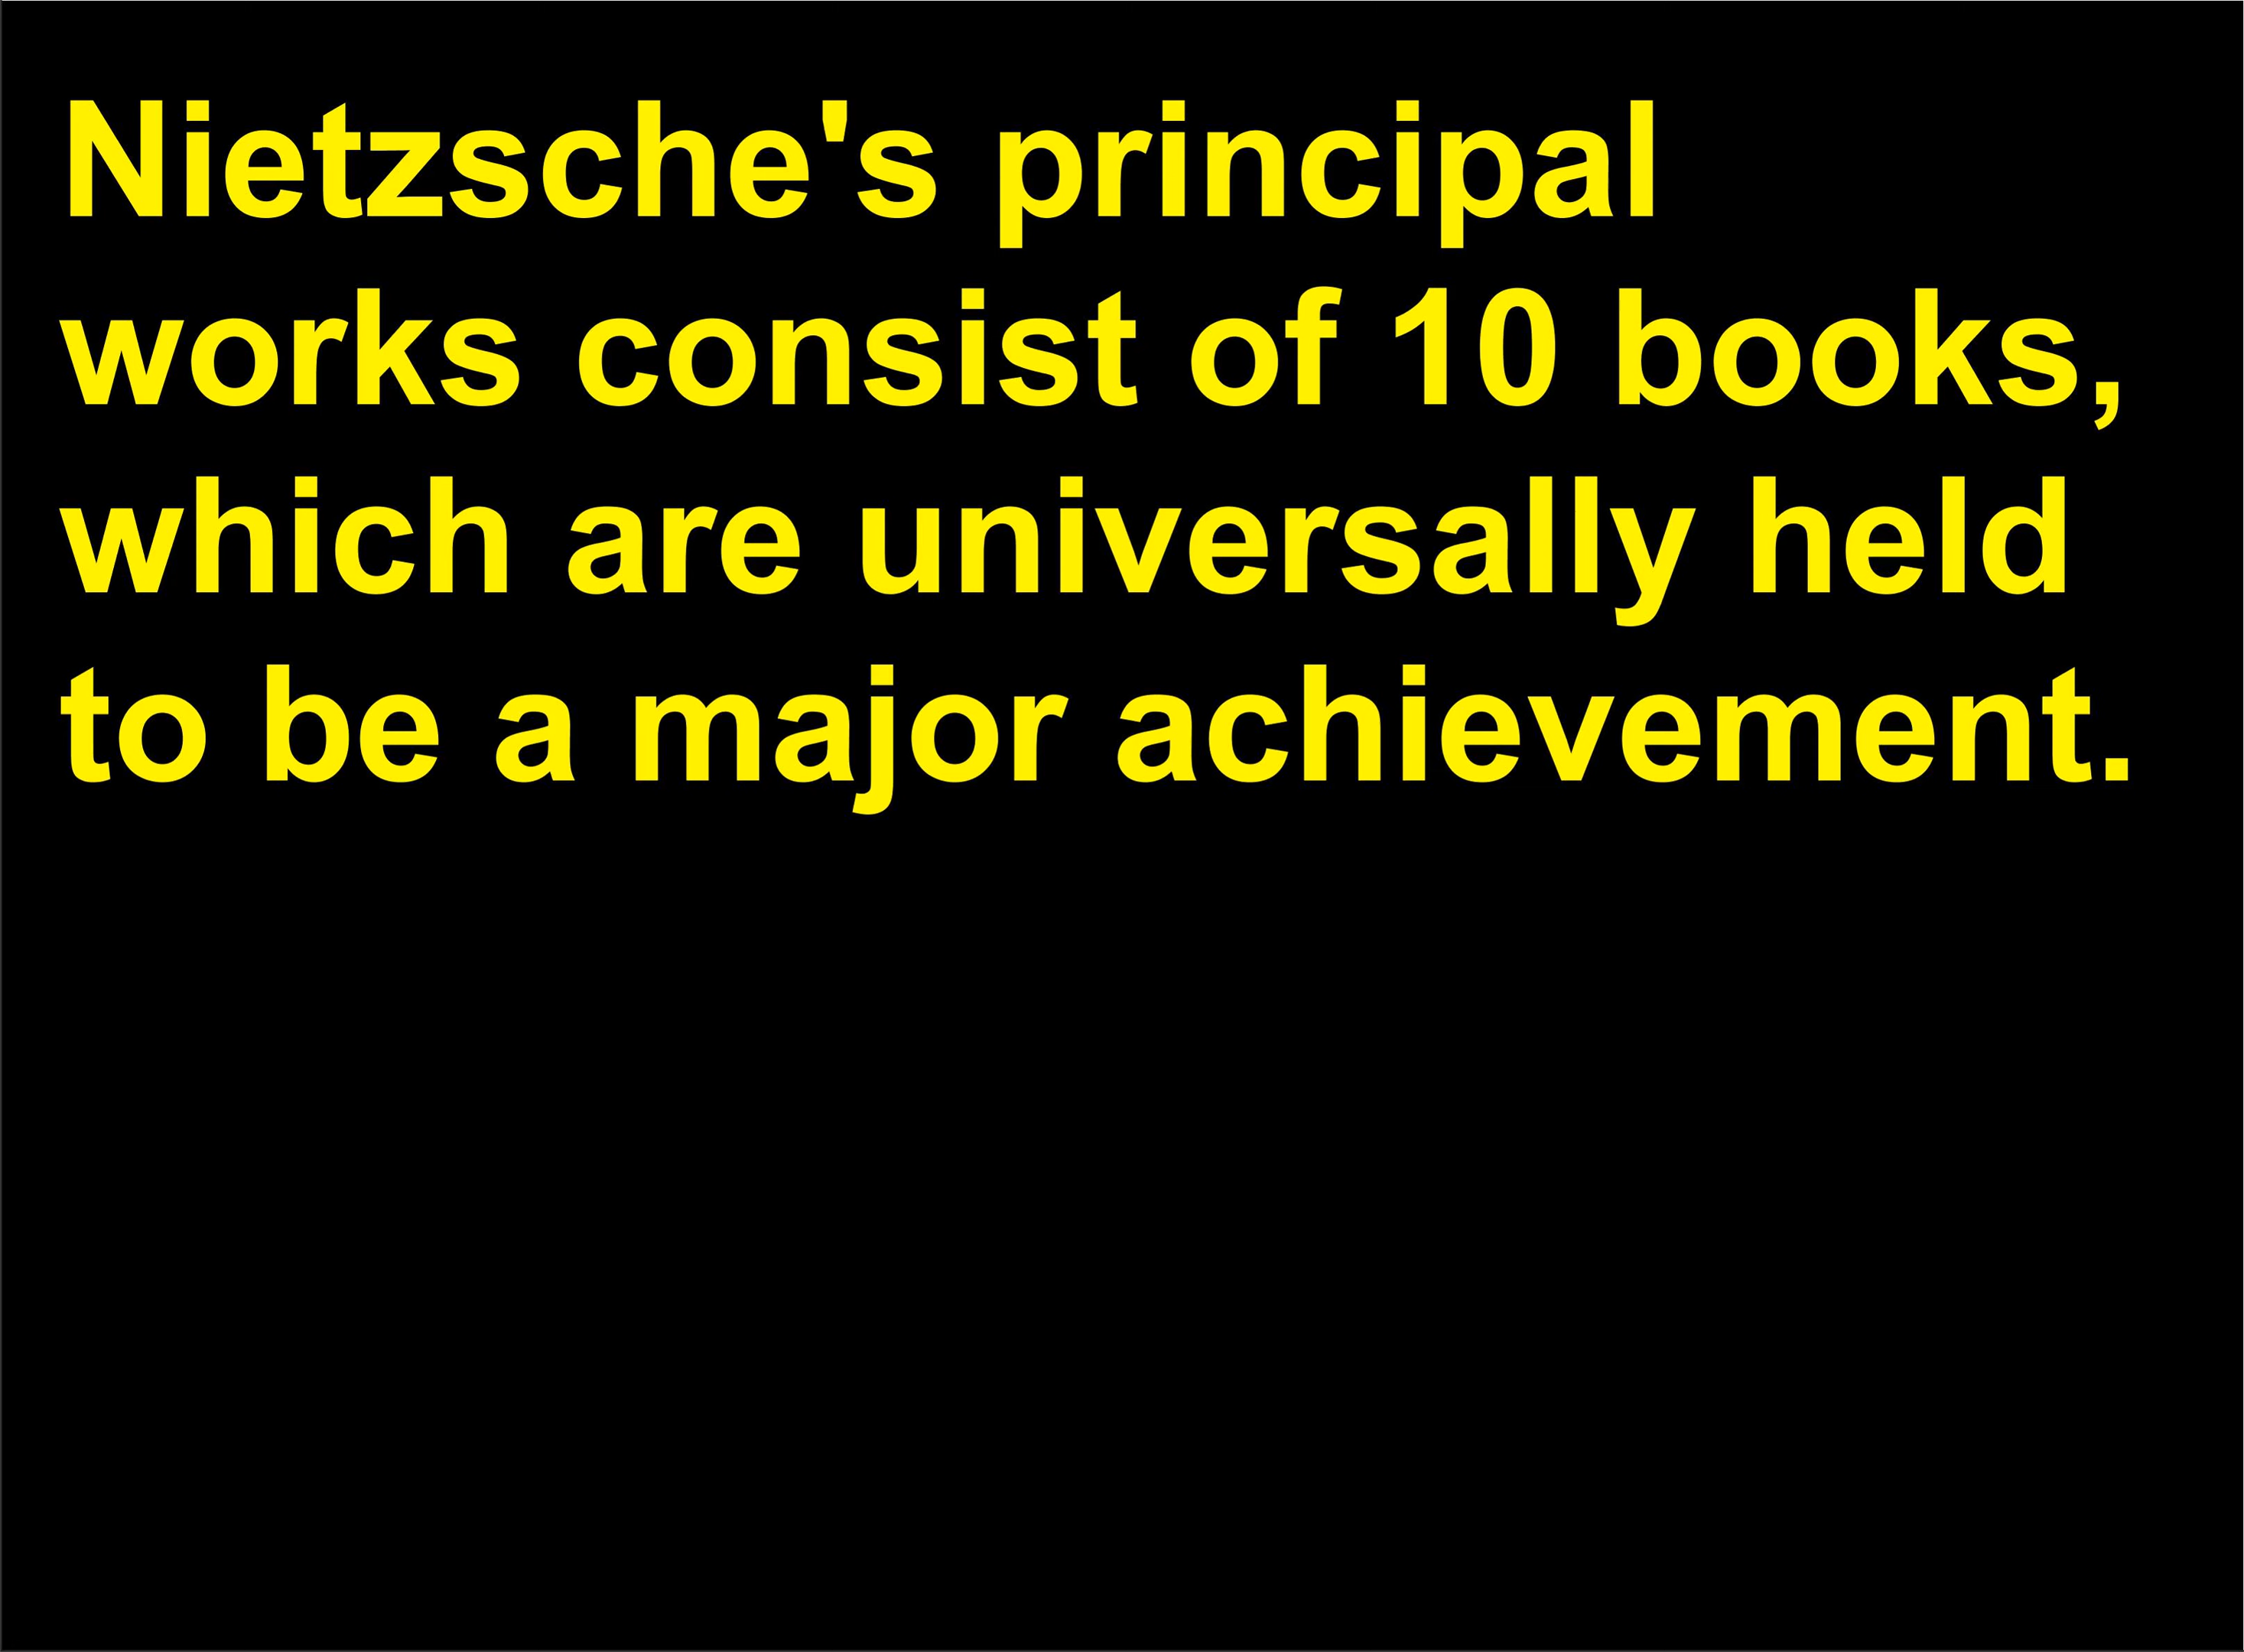 Nietzsche's principal
works consist of 10 books,
which are universally held
to be a major achievement.